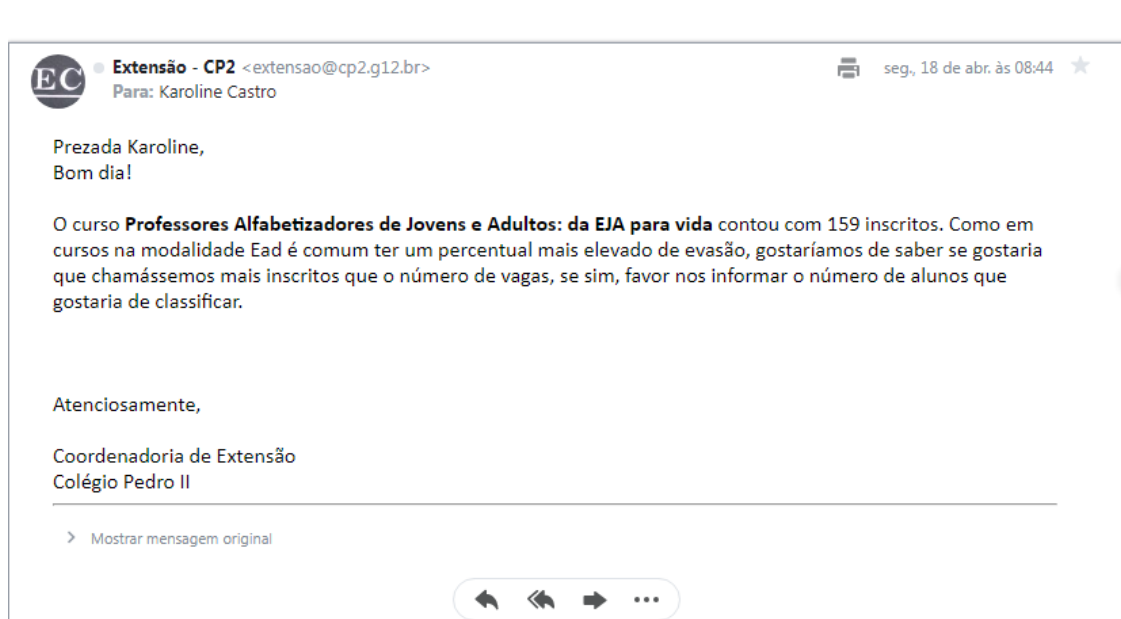 EC
Extensão - CP2 <extensao@cp2.g12.br>
seg., 18 de abr. às 08:44
Para: Karoline Castro
Prezada Karoline,
Bom dia!
O curso Professores Alfabetizadores de Jovens e Adultos: da EJA para vida contou com 159 inscritos. Como em
cursos na modalidade Ead é comum ter um percentual mais elevado de evasão, gostaríamos de saber se gostaria
que chamássemos mais inscritos que o número de vagas, se sim, favor nos informar o número de alunos que
gostaria de classificar.
Atenciosamente,
Coordenadoria de Extensão
Colégio Pedro II
Mostrar mensagem original